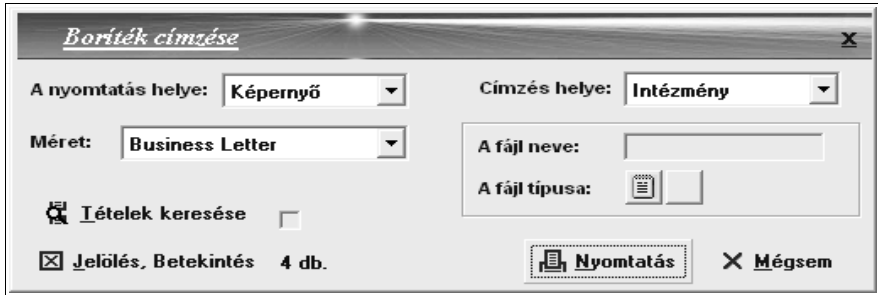 Boríték címzése
x
A nyomtatás helye: Képernyő
Címzés helye: Intézmény
Méret: Business Letter
A fájl neve:
A fájl típusa:
Tételek keresése
Jelölés, Betekintés 4 db.
Nyomtatás
Mégsem